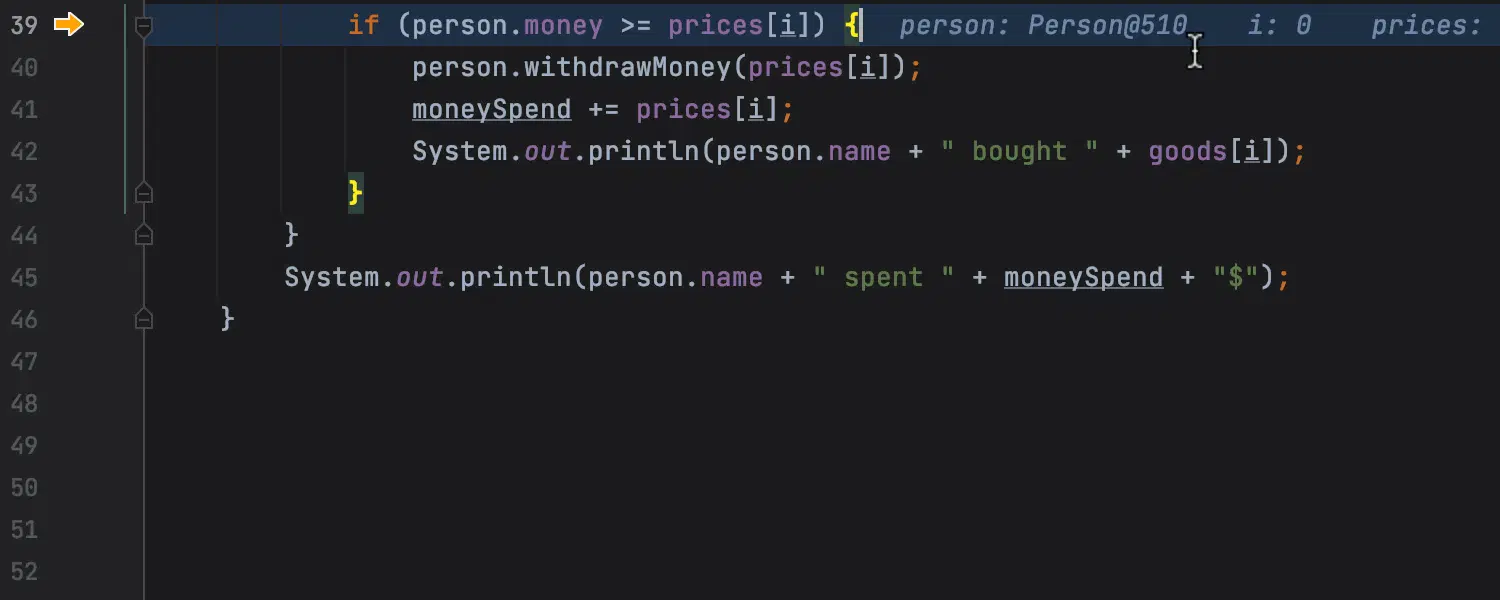 39 if (person.money >= prices[i]) { person: Person@510 i: 0 prices:
40 person.withdrawMoney(prices[i]);
41 moneySpend += prices[i];
42 System.out.println(person.name + " bought " + goods[i]);
43 }
44 }
45 System.out.println(person.name + " spent " + moneySpend + "$");
46 }
47
48
49
50
51
52